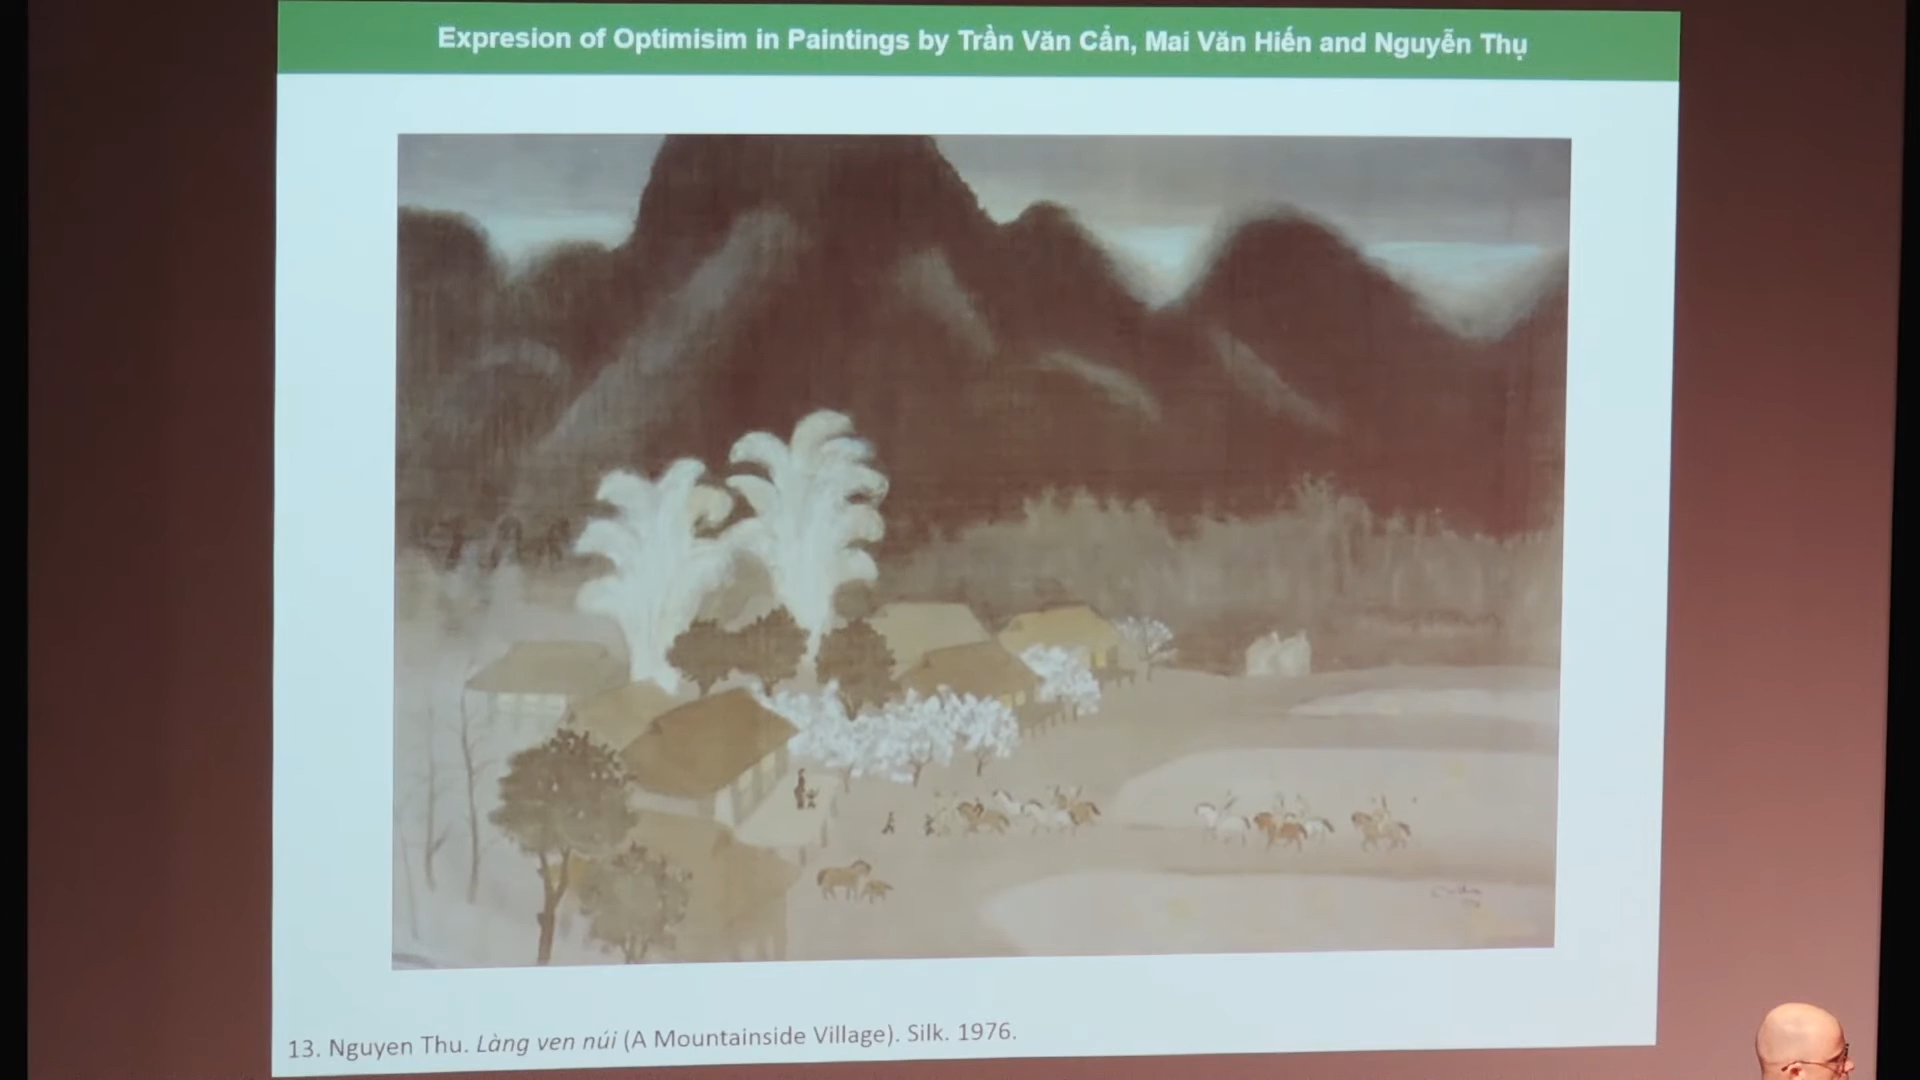 Expresion of Optimisim in Paintings by Trần Văn Cẩn, Mai Văn Hiến and Nguyễn Thụ
13. Nguyen Thu. Làng ven núi (A Mountainside Village). Silk. 1976.